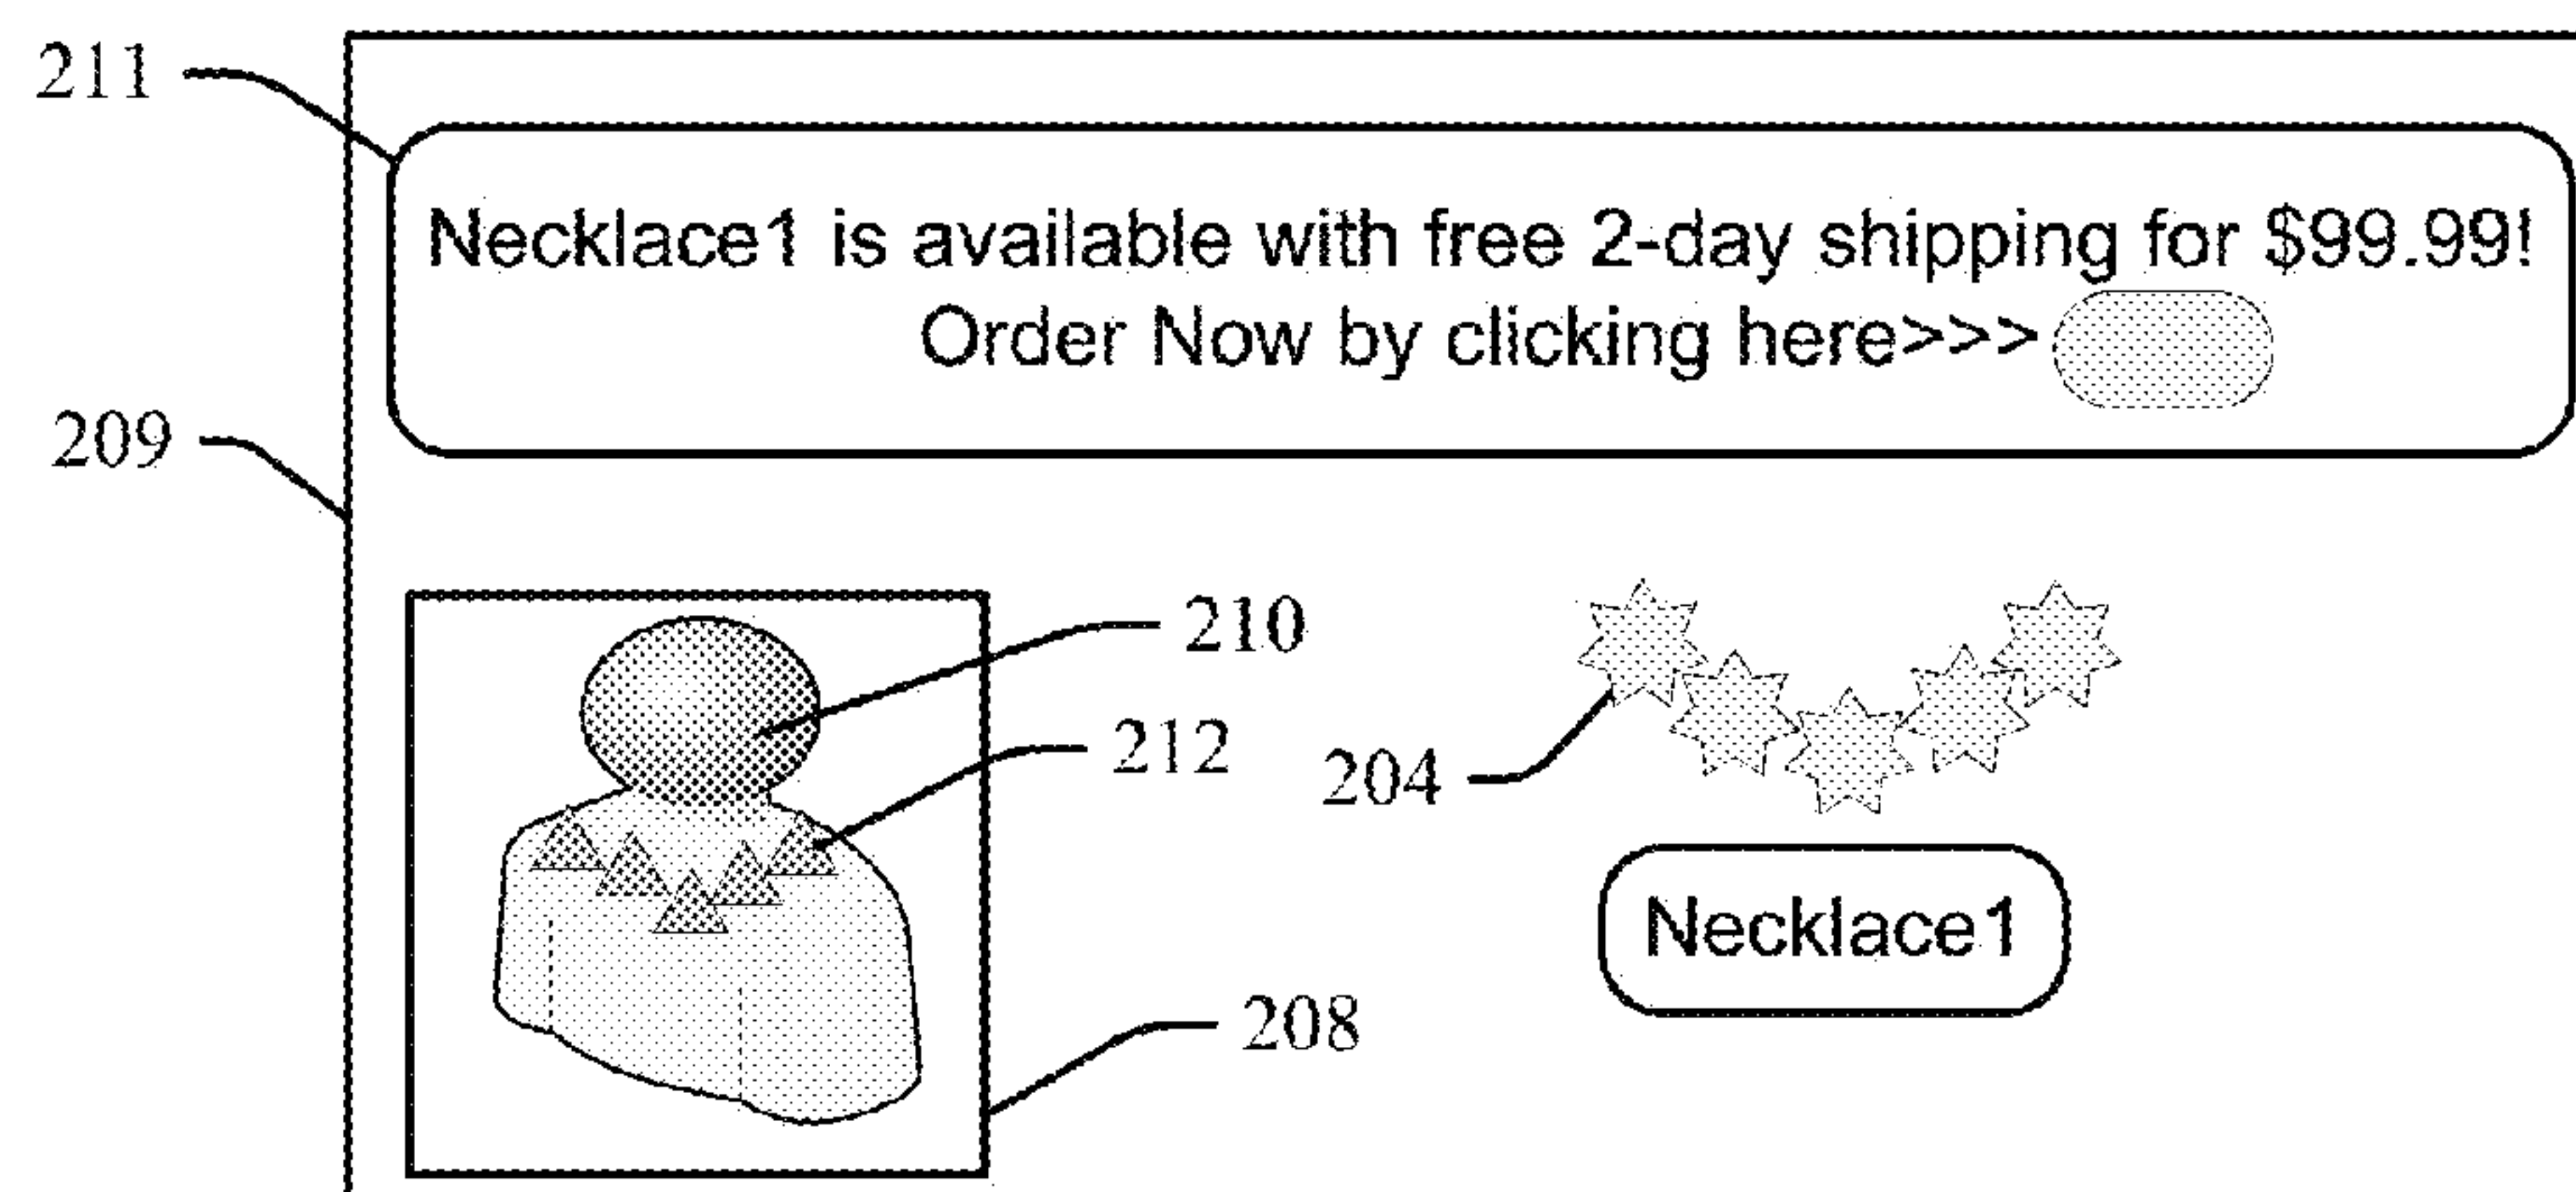 211
Necklace1 is available with free 2-day shipping for $99.99!
Order Now by clicking here>>>
209
210
212
204
Necklace1
208